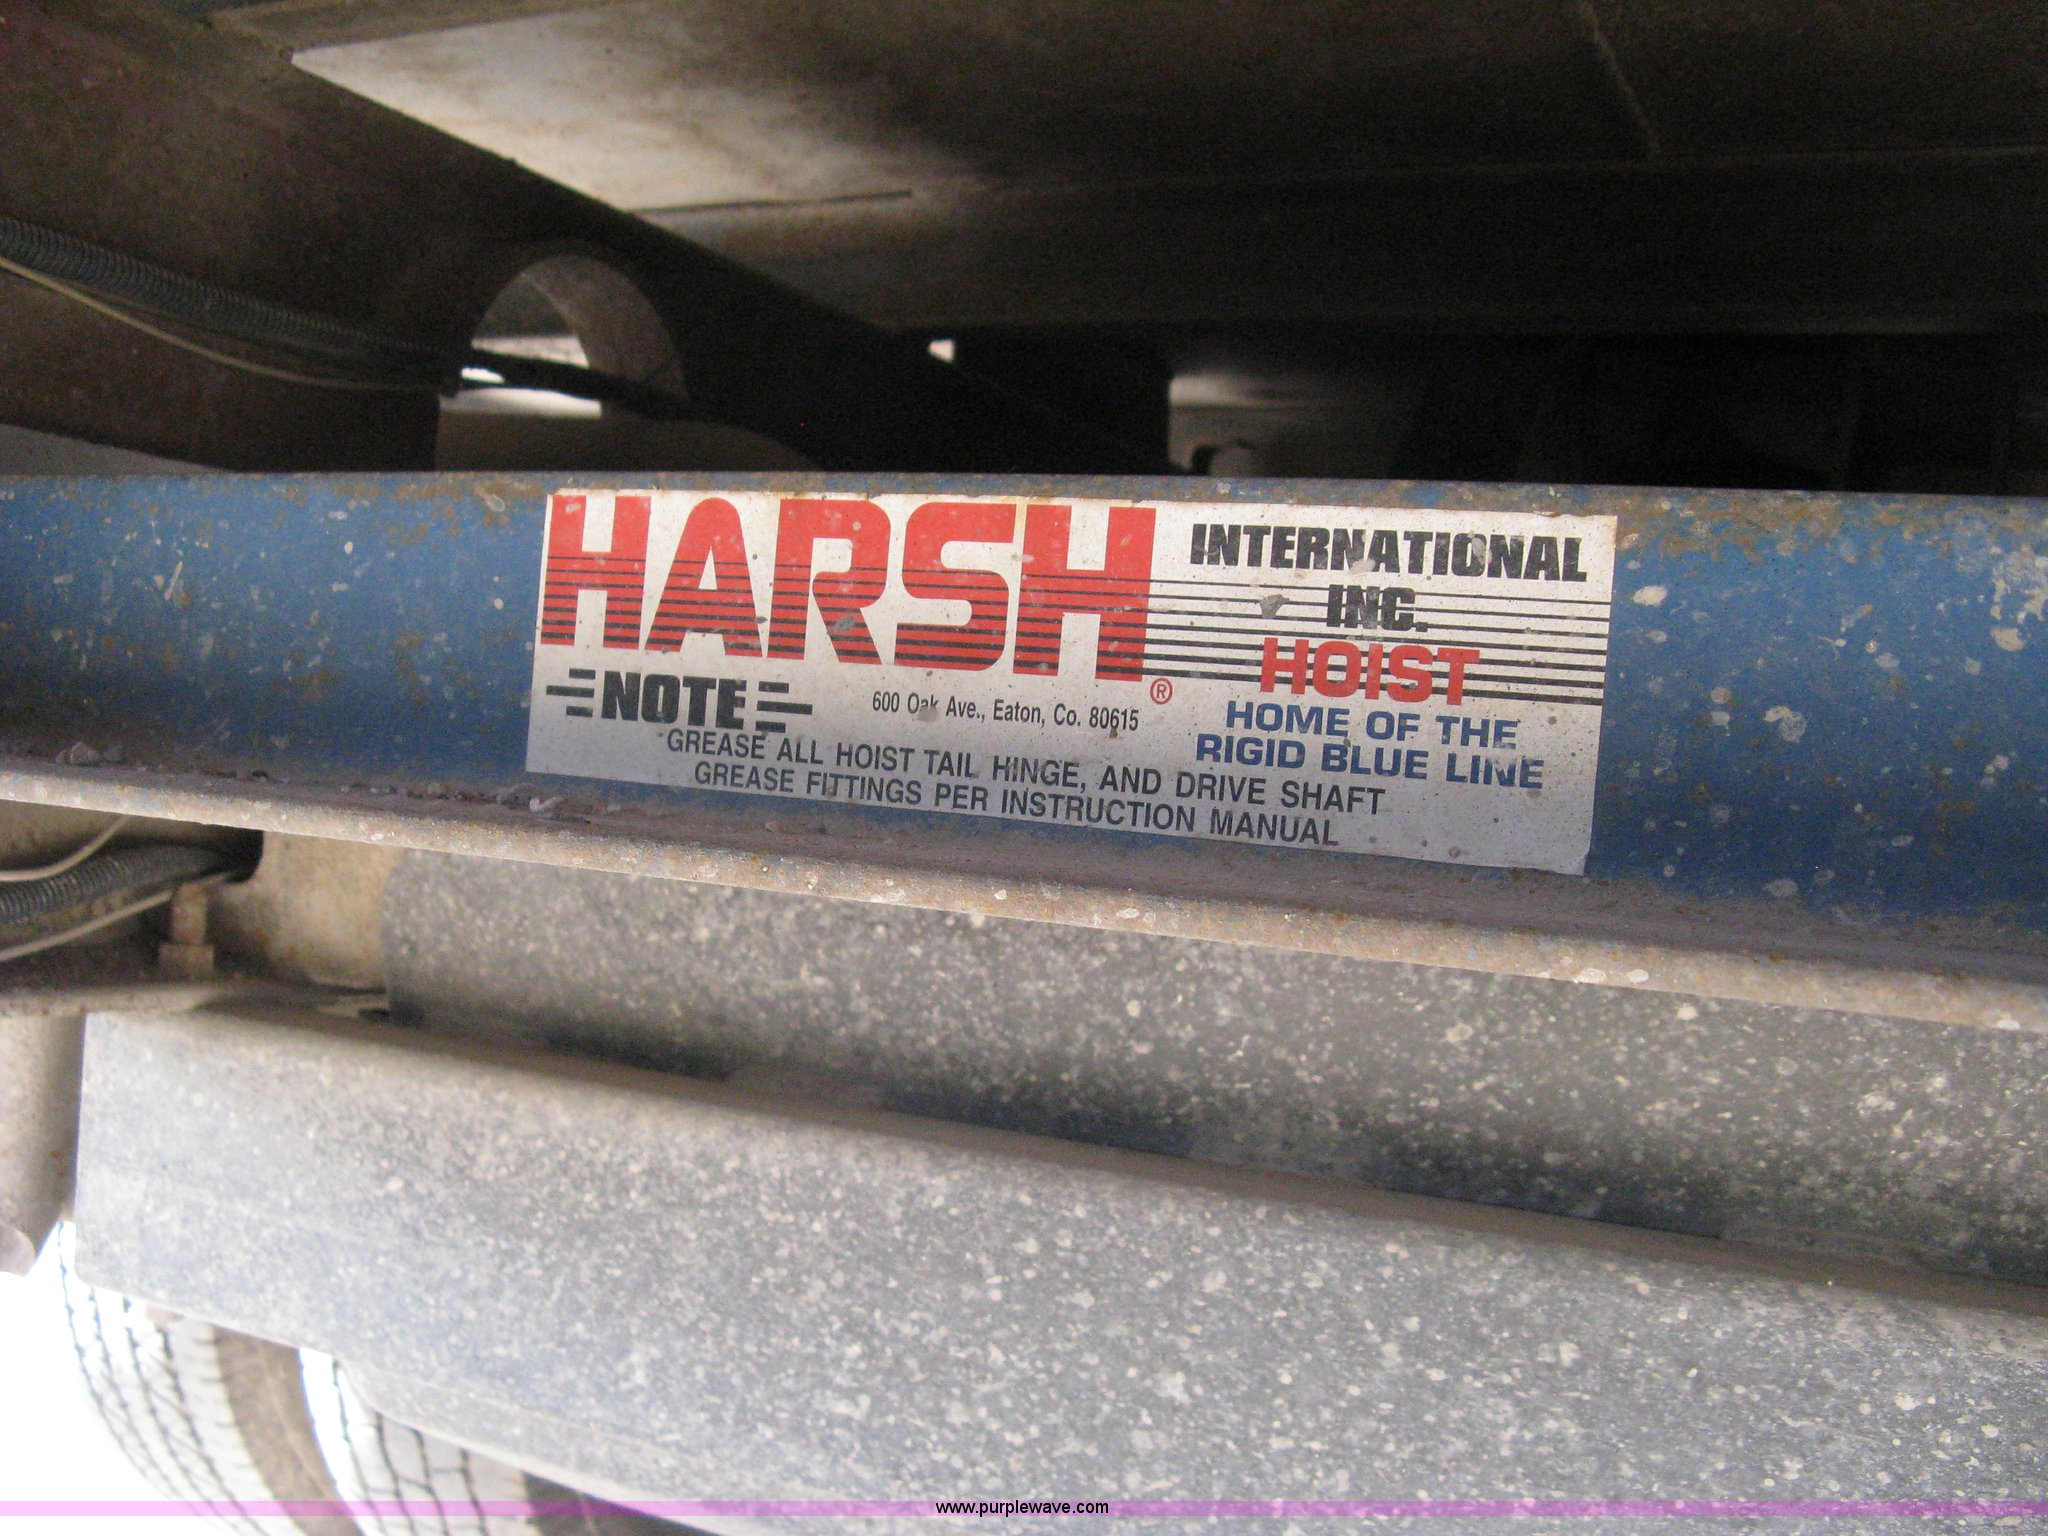 HARSH®
INTERNATIONAL
INC.
HOIST
HOME OF THE
RIGID BLUE LINE
NOTE
600 Oak Ave., Eaton, Co. 80615
GREASE ALL HOIST TAIL HINGE, AND DRIVE SHAFT
GREASE FITTINGS PER INSTRUCTION MANUAL
www.purplewave.com